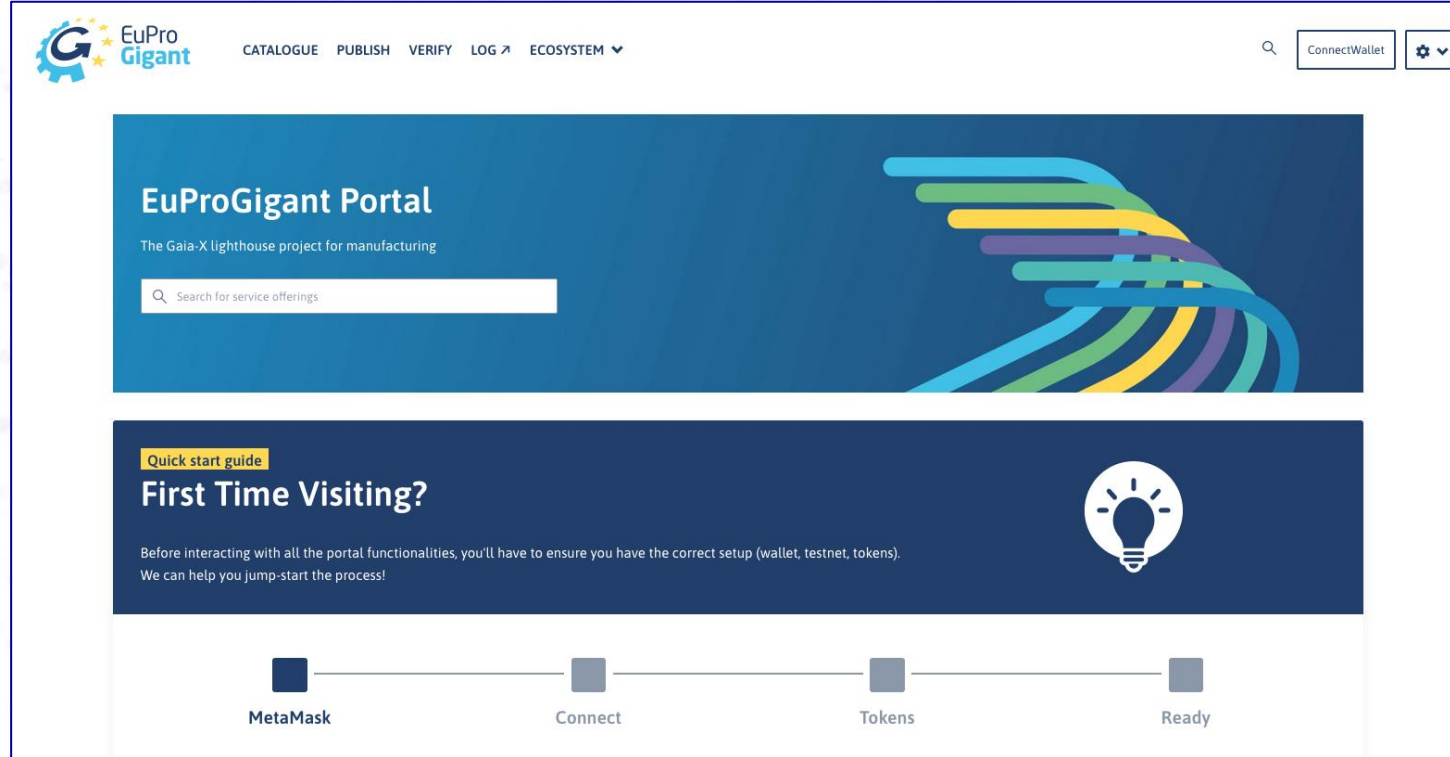 EuPro
Gigant
CATALOGUE PUBLISH VERIFY LOG ↗ ECOSYSTEM
ConnectWallet
EuProGigant Portal
The Gaia-X lighthouse project for manufacturing
Search for service offerings
Quick start guide
First Time Visiting?
Before interacting with all the portal functionalities, you'll have to ensure you have the correct setup (wallet, testnet, tokens).
We can help you jump-start the process!
MetaMask Connect Tokens Ready